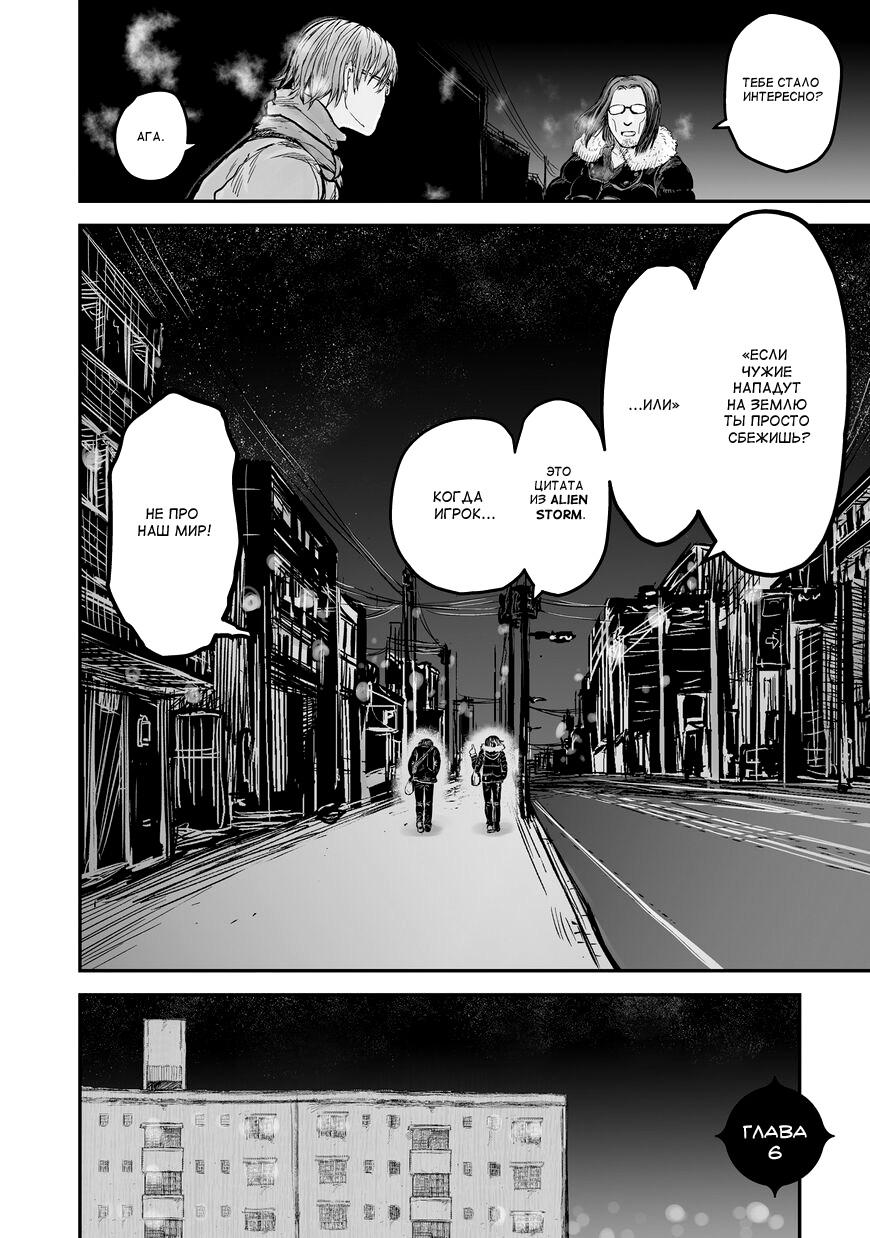 ТЕБЕ СТАЛО
ИНТЕРЕСНО?
АГА.
«ЕСЛИ
ЧУЖИЕ
НАПАДУТ
НА ЗЕМЛЮ
ТЫ ПРОСТО
СБЕЖИШЬ?
...ИЛИ»
ЭТО
ЦИТАТА
ИЗ ALIEN
STORM.
КОГДА
ИГРОК...
НЕ ПРО
НАШ МИР!
ГЛАВА
6